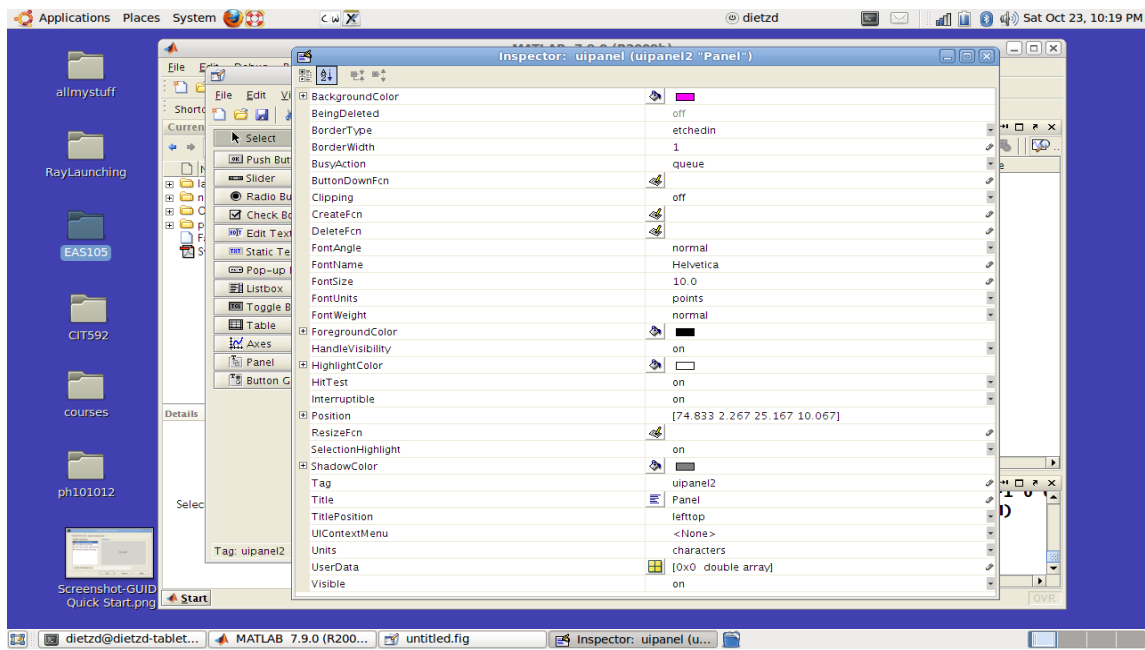 Applications Places System dietzd Sat Oct 23, 10:19 PM
MATLAB 7.9.0 (R2009b)
Inspector: uipanel (uipanel2 "Panel")
allmystuff
RayLaunching
EAS105
CIT592
courses
ph101012
Screenshot-GUID
Quick Start.png
File
File Edit
Select
Push But
Slider
Radio Bu
Check Bo
Edit Text
Static Te
Pop-up
Listbox
Toggle B
Table
Axes
Panel
Button G
Tag: uipanel2
Curren
Details
Selec
Start
BackgroundColor
BeingDeleted off
BorderType etchedin
BorderWidth 1
BusyAction queue
ButtonDownFcn
Clipping off
CreateFcn
DeleteFcn
FontAngle normal
FontName Helvetica
FontSize 10.0
FontUnits points
FontWeight normal
ForegroundColor
HandleVisibility on
HighlightColor
HitTest on
Interruptible on
Position [74.833 2.267 25.167 10.067]
ResizeFcn
SelectionHighlight on
ShadowColor
Tag uipanel2
Title Panel
TitlePosition lefttop
UIContextMenu <None>
Units characters
UserData [0x0 double array]
Visible on
OVR
dietzd@dietzd-tablet... MATLAB 7.9.0 (R200... untitled.fig Inspector: uipanel (u...